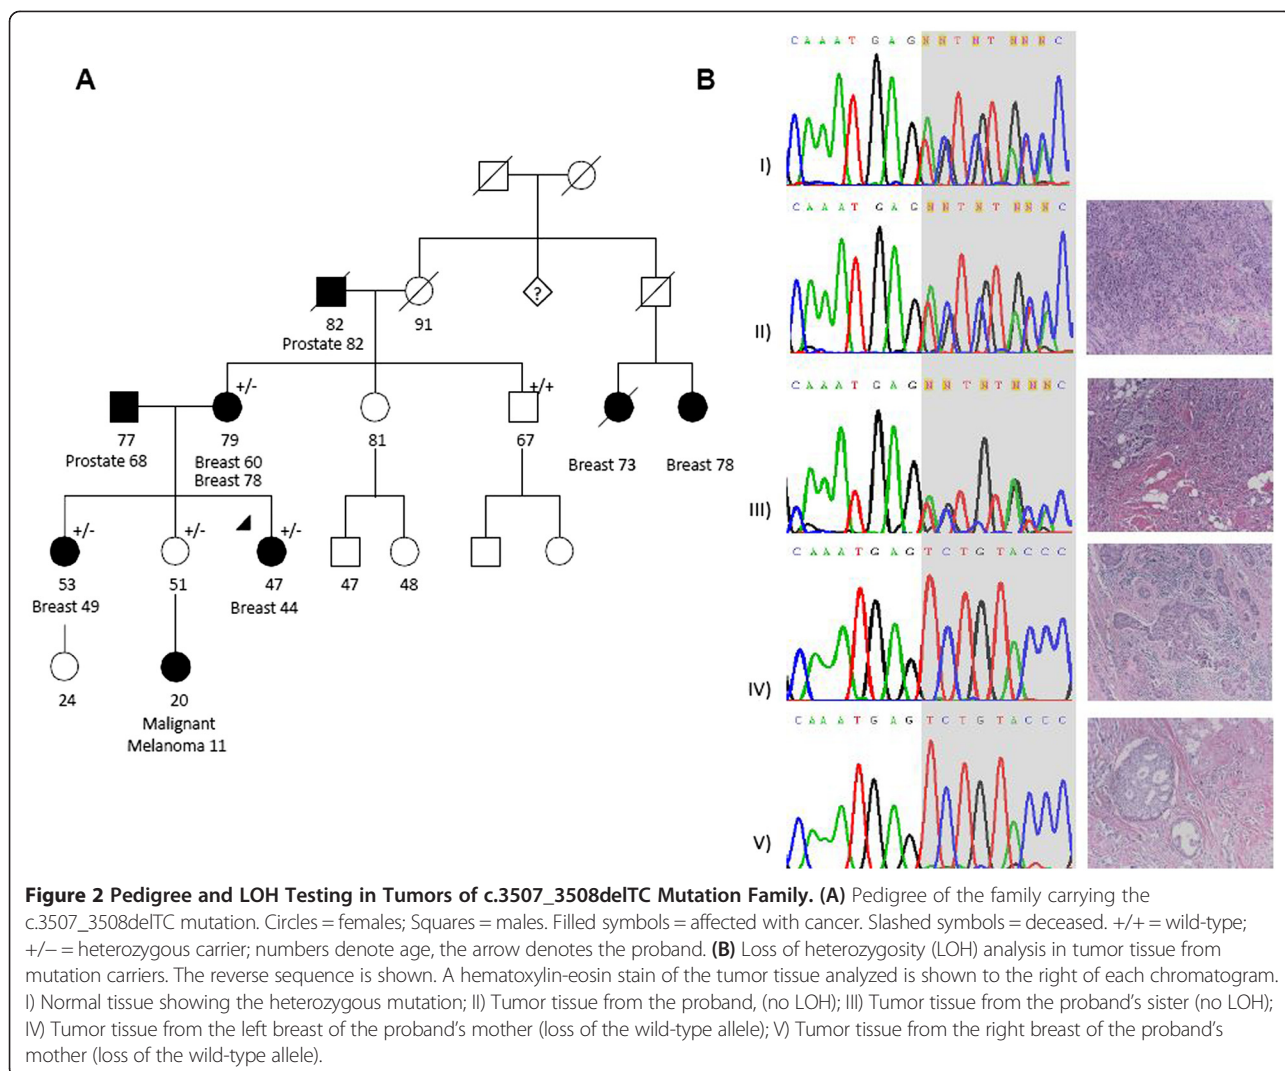 A
B
C A A A T G A G N N T N T N N N C
I)
C A A A T G A G N N T N T N N N C
II)
C A A A T G A G N N T N T N N N C
III)
C A A A T G A G T C T G T A C C C
IV)
C A A A T G A G T C T G T A C C C
V)
?
82
Prostate 82
91
+/-
+/+
77
Prostate 68
79
Breast 60
Breast 78
81
67
Breast 73
Breast 78
+/-
+/-
+/-
53
Breast 49
51
47
Breast 44
47
48
24
20
Malignant
Melanoma 11
Figure 2 Pedigree and LOH Testing in Tumors of c.3507_3508delTC Mutation Family. (A) Pedigree of the family carrying the
c.3507_3508delTC mutation. Circles = females; Squares = males. Filled symbols = affected with cancer. Slashed symbols = deceased. +/+ = wild-type;
+/− = heterozygous carrier; numbers denote age, the arrow denotes the proband. (B) Loss of heterozygosity (LOH) analysis in tumor tissue from
mutation carriers. The reverse sequence is shown. A hematoxylin-eosin stain of the tumor tissue analyzed is shown to the right of each chromatogram.
I) Normal tissue showing the heterozygous mutation; II) Tumor tissue from the proband, (no LOH); III) Tumor tissue from the proband's sister (no LOH);
IV) Tumor tissue from the left breast of the proband's mother (loss of the wild-type allele); V) Tumor tissue from the right breast of the proband's
mother (loss of the wild-type allele).